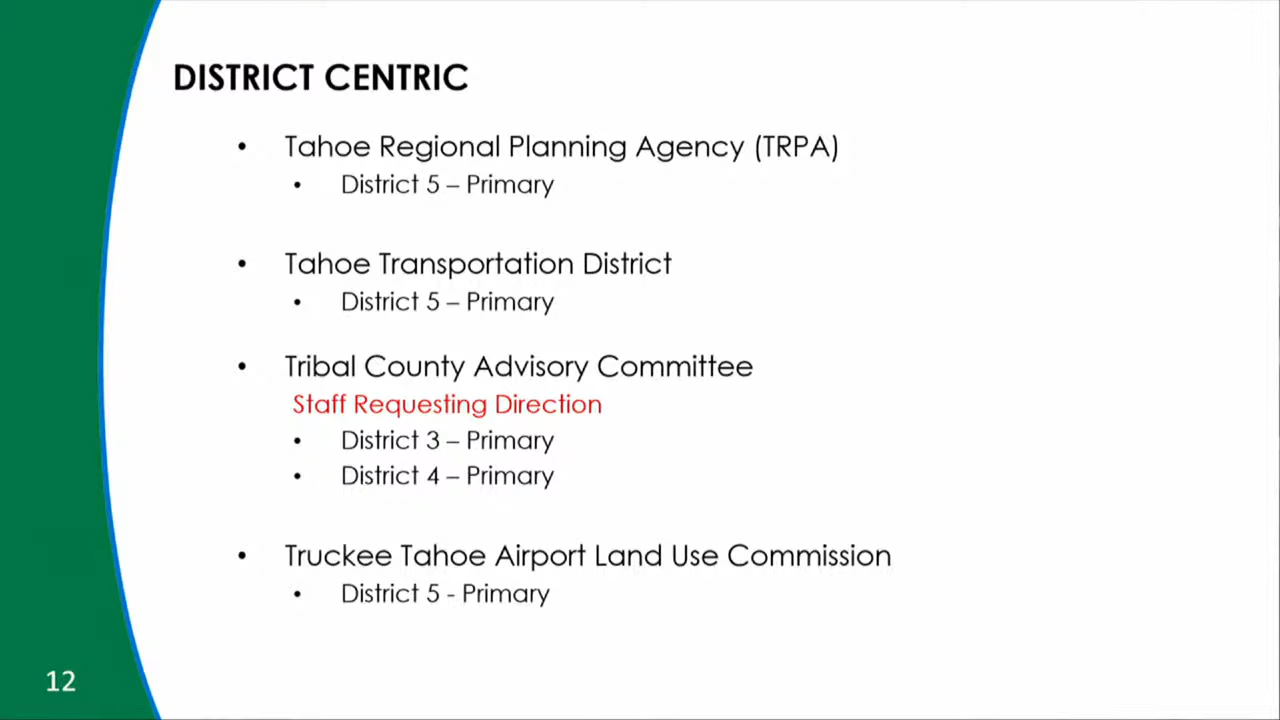 DISTRICT CENTRIC
• Tahoe Regional Planning Agency (TRPA)
• District 5 – Primary
• Tahoe Transportation District
• District 5 – Primary
• Tribal County Advisory Committee
Staff Requesting Direction
• District 3 – Primary
• District 4 – Primary
• Truckee Tahoe Airport Land Use Commission
• District 5 - Primary
12